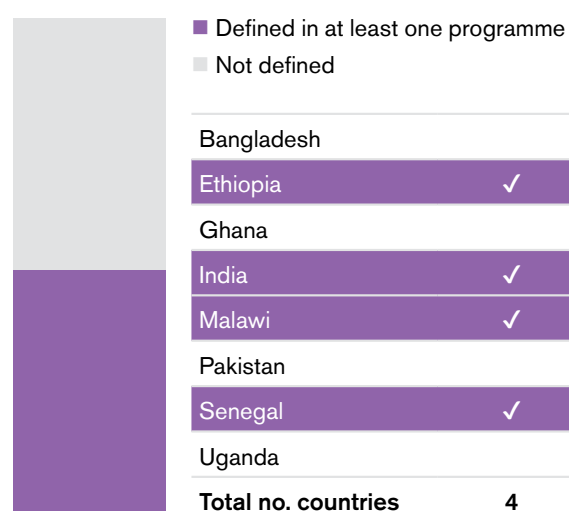 Defined in at least one programme
Not defined
Bangladesh
Ethiopia ✓
Ghana
India ✓
Malawi ✓
Pakistan
Senegal ✓
Uganda
Total no. countries 4